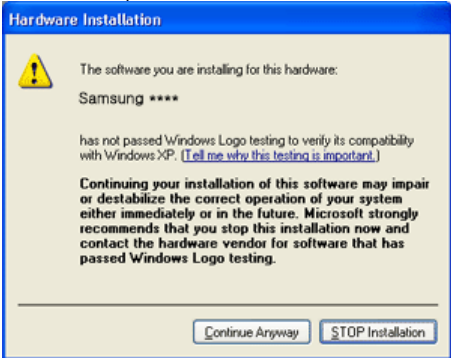 Hardware Installation
The software you are installing for this hardware:
Samsung ****
has not passed Windows Logo testing to verify its compatibility
with Windows XP. (Tell me why this testing is important.)
Continuing your installation of this software may impair
or destabilize the correct operation of your system
either immediately or in the future. Microsoft strongly
recommends that you stop this installation now and
contact the hardware vendor for software that has
passed Windows Logo testing.
Continue Anyway STOP Installation